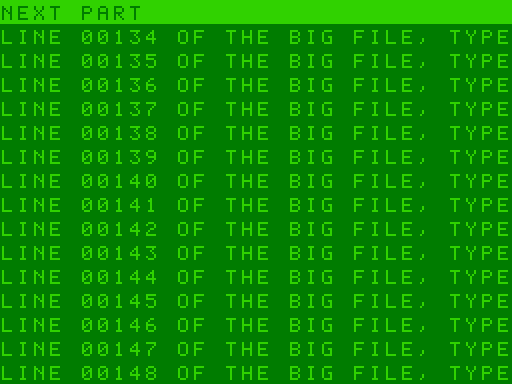 NEXT PART
LINE 00134 OF THE BIG FILE, TYPE
LINE 00135 OF THE BIG FILE, TYPE
LINE 00136 OF THE BIG FILE, TYPE
LINE 00137 OF THE BIG FILE, TYPE
LINE 00138 OF THE BIG FILE, TYPE
LINE 00139 OF THE BIG FILE, TYPE
LINE 00140 OF THE BIG FILE, TYPE
LINE 00141 OF THE BIG FILE, TYPE
LINE 00142 OF THE BIG FILE, TYPE
LINE 00143 OF THE BIG FILE, TYPE
LINE 00144 OF THE BIG FILE, TYPE
LINE 00145 OF THE BIG FILE, TYPE
LINE 00146 OF THE BIG FILE, TYPE
LINE 00147 OF THE BIG FILE, TYPE
LINE 00148 OF THE BIG FILE, TYPE